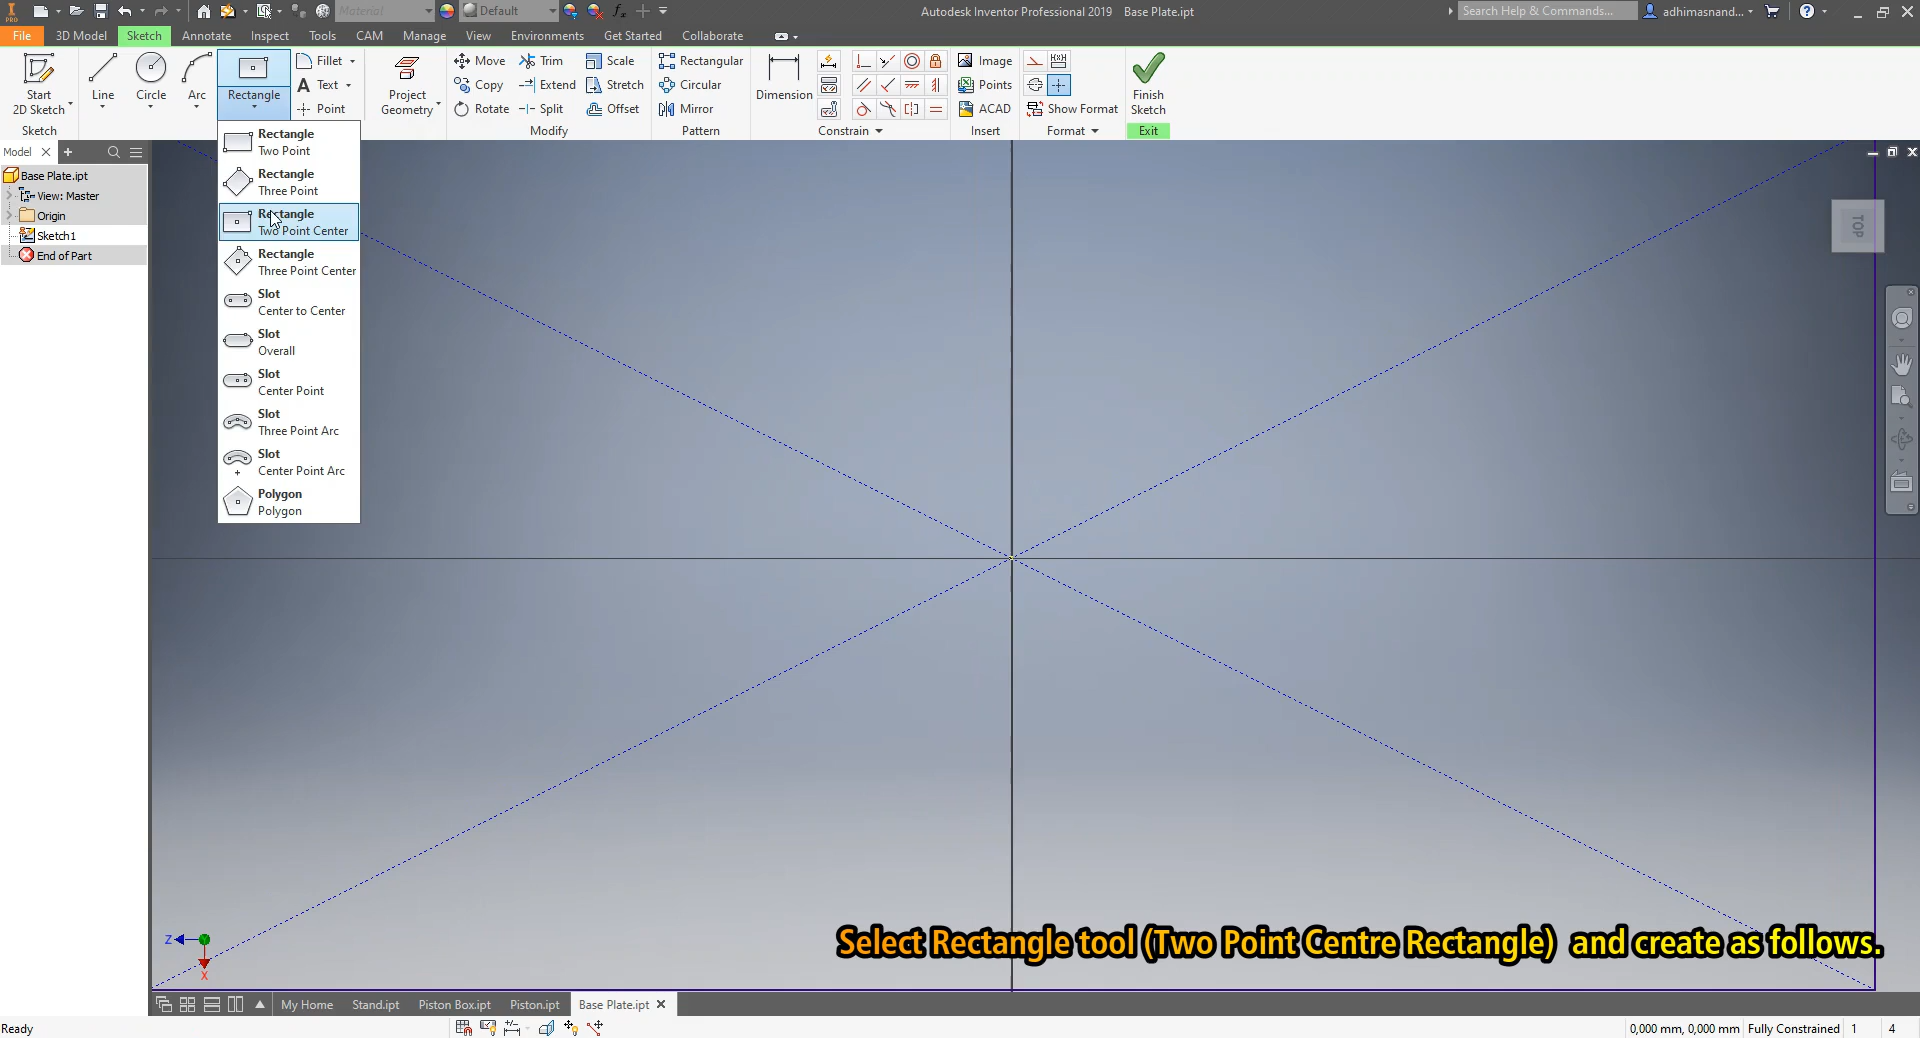 Material
Default
Autodesk Inventor Professional 2019 Base Plate.ipt
Search Help & Commands...
adhimasnand...
PRO
File 3D Model Sketch Annotate Inspect Tools CAM Manage View Environments Get Started Collaborate
Start
2D Sketch
Line
Circle
Arc
Rectangle
Fillet
Text
Point
Project
Geometry
Move
Copy
Rotate
Trim
Extend
Split
Scale
Stretch
Offset
Rectangular
Circular
Mirror
Dimension
Image
Points
ACAD
Show Format
Finish
Sketch
Sketch
Modify
Pattern
Constrain
Insert
Format
Exit
Model
Base Plate.ipt
View: Master
Origin
Sketch1
End of Part
Rectangle
Two Point
Rectangle
Three Point
Rectangle
Two Point Center
Rectangle
Three Point Center
Slot
Center to Center
Slot
Overall
Slot
Center Point
Slot
Three Point Arc
Slot
Center Point Arc
Polygon
Polygon
TOP
Z
X
Select Rectangle tool (Two Point Centre Rectangle) and create as follows.
My Home Stand.ipt Piston Box.ipt Piston.ipt Base Plate.ipt
Ready
0,000 mm, 0,000 mm Fully Constrained 1 4